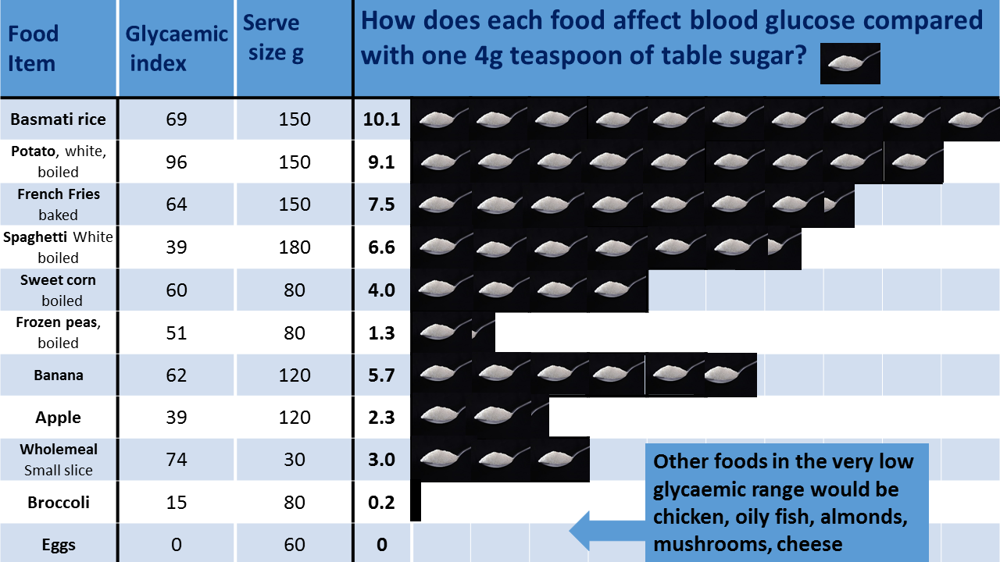 Food
Item
Glycaemic
index
Serve
size g
How does each food affect blood glucose compared
with one 4g teaspoon of table sugar?
Basmati rice 69 150 10.1
Potato, white,
boiled 96 150 9.1
French Fries
baked 64 150 7.5
Spaghetti White
boiled 39 180 6.6
Sweet corn
boiled 60 80 4.0
Frozen peas,
boiled 51 80 1.3
Banana 62 120 5.7
Apple 39 120 2.3
Wholemeal
Small slice 74 30 3.0
Broccoli 15 80 0.2
Eggs 0 60 0
Other foods in the very low
glycaemic range would be
chicken, oily fish, almonds,
mushrooms, cheese